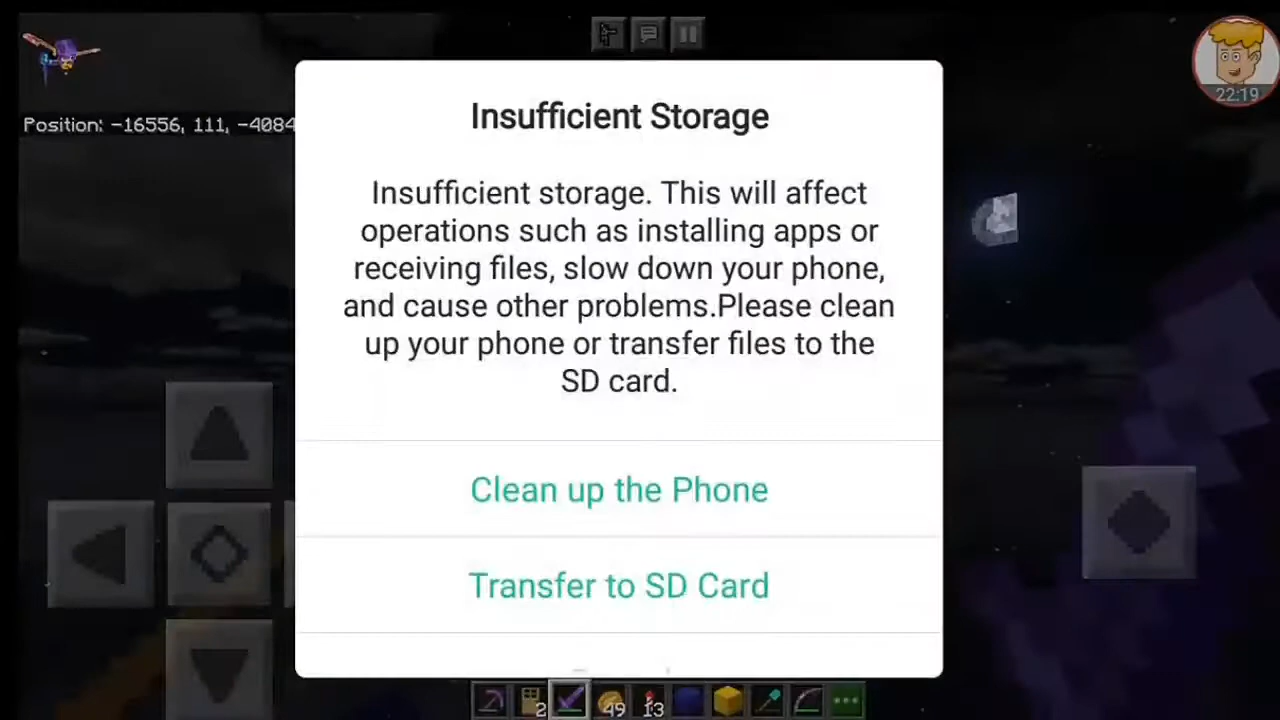 Position: -16556, 111, -4084
22:19
Insufficient Storage
Insufficient storage. This will affect
operations such as installing apps or
receiving files, slow down your phone,
and cause other problems.Please clean
up your phone or transfer files to the
SD card.
Clean up the Phone
Transfer to SD Card
2
49
13